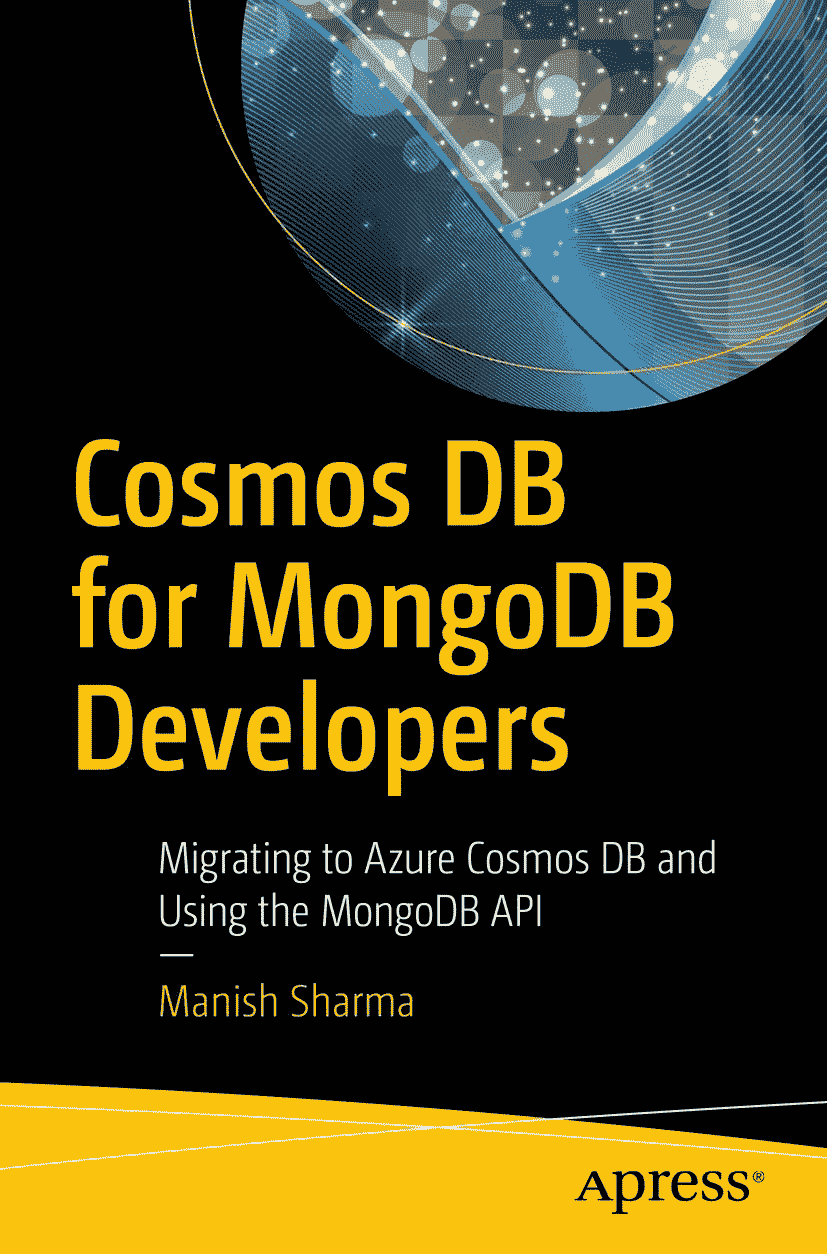 Cosmos DB
for MongoDB
Developers
Migrating to Azure Cosmos DB and
Using the MongoDB API
—
Manish Sharma
Apress®